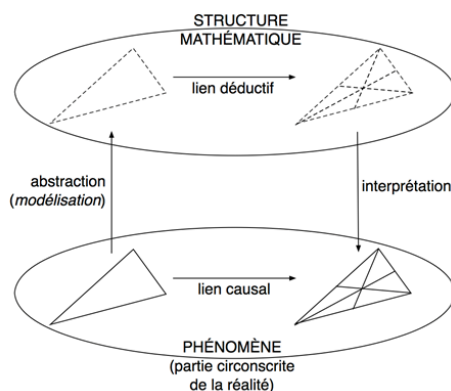 STRUCTURE
MATHÉMATIQUE
lien déductif
abstraction
(modélisation)
interprétation
lien causal
PHÉNOMÈNE
(partie circonscrite
de la réalité)